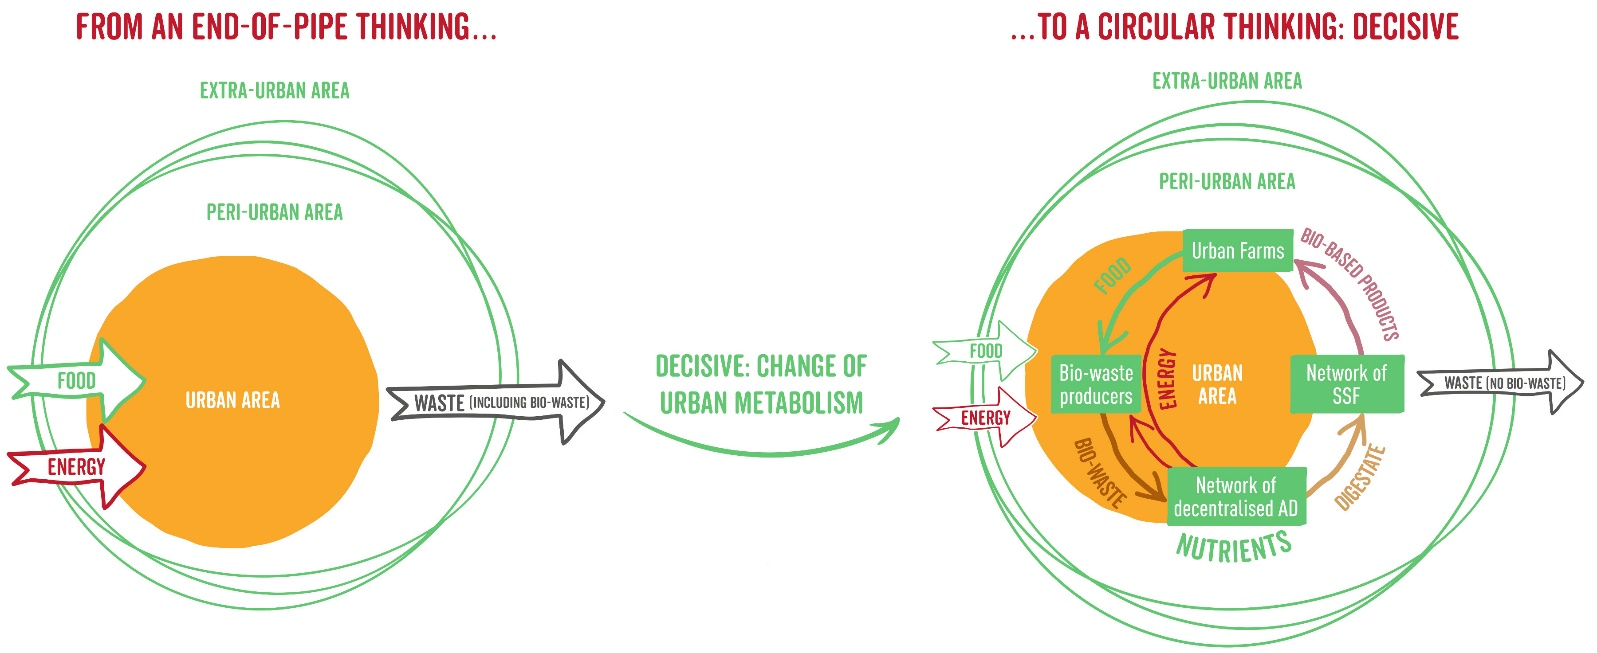 FROM AN END-OF-PIPE THINKING...
EXTRA-URBAN AREA
PERI-URBAN AREA
FOOD
URBAN AREA
ENERGY
WASTE (INCLUDING BIO-WASTE)
DECISIVE: CHANGE OF
URBAN METABOLISM
...TO A CIRCULAR THINKING: DECISIVE
EXTRA-URBAN AREA
PERI-URBAN AREA
Urban Farms
BIO-BASED PRODUCTS
FOOD
FOOD
ENERGY
Bio-waste
producers
ENERGY
URBAN
AREA
Network of
SSF
WASTE (NO BIO-WASTE)
BIO-WASTE
Network of
decentralised AD
DIGESTATE
NUTRIENTS